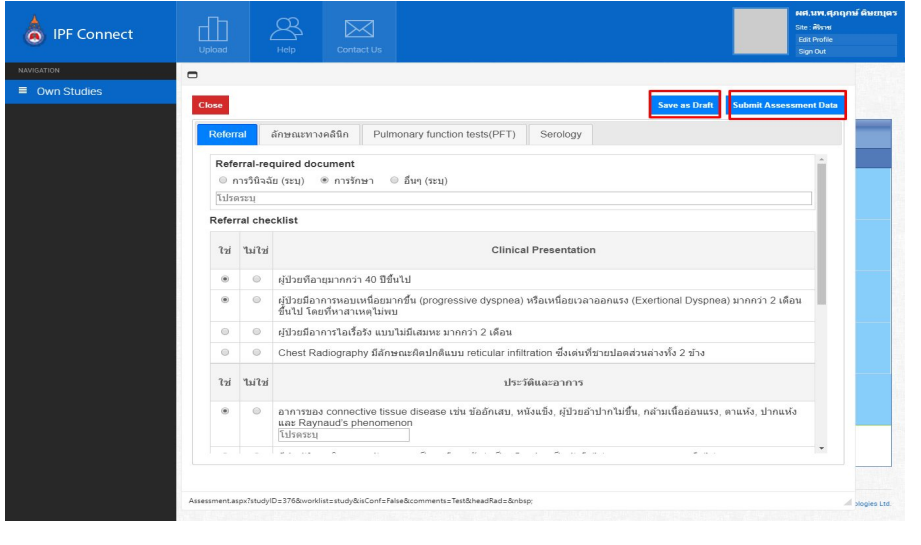 IPF Connect
Upload
Help
Contact Us
ผศ.นพ.ศุภฤกษ์ ดิษยบุตร
Site : ศิริราช
Edit Profile
Sign Out
NAVIGATION
Own Studies
Close
Save as Draft
Submit Assessment Data
Referral ลักษณะทางคลินิก Pulmonary function tests(PFT) Serology
Referral-required document
การวินิจฉัย (ระบุ) การรักษา อื่นๆ (ระบุ)
โปรดระบุ
Referral checklist
ใช่ ไม่ใช่ Clinical Presentation
ผู้ป่วยที่อายุมากกว่า 40 ปีขึ้นไป
ผู้ป่วยมีอาการหอบเหนื่อยมากขึ้น (progressive dyspnea) หรือเหนื่อยเวลาออกแรง (Exertional Dyspnea) มากกว่า 2 เดือน
ขึ้นไป โดยที่หาสาเหตุไม่พบ
ผู้ป่วยมีอาการไอเรื้อรัง แบบไม่มีเสมหะ มากกว่า 2 เดือน
Chest Radiography มีลักษณะผิดปกติแบบ reticular infiltration ซึ่งเด่นที่ชายปอดส่วนล่างทั้ง 2 ข้าง
ใช่ ไม่ใช่ ประวัติและอาการ
อาการของ connective tissue disease เช่น ข้ออักเสบ, หนังแข็ง, ผู้ป่วยอ้าปากไม่ขึ้น, กล้ามเนื้ออ่อนแรง, ตาแห้ง, ปากแห้ง
และ Raynaud's phenomenon
โปรดระบุ
Assessment.aspx?studyID=376&worklist=study&isConf=False&comments=Test&headRad=&nbsp;
ologies Ltd.